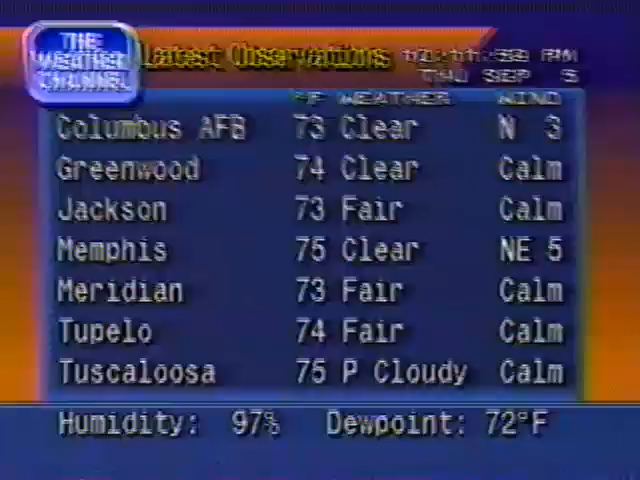 THE
WEATHER
CHANNEL
Latest Observations
PM
THU SEP 5
°F WEATHER WIND
Columbus AFB 73 Clear N 3
Greenwood 74 Clear Calm
Jackson 73 Fair Calm
Memphis 75 Clear NE 5
Meridian 73 Fair Calm
Tupelo 74 Fair Calm
Tuscaloosa 75 P Cloudy Calm
Humidity: 97% Dewpoint: 72°F